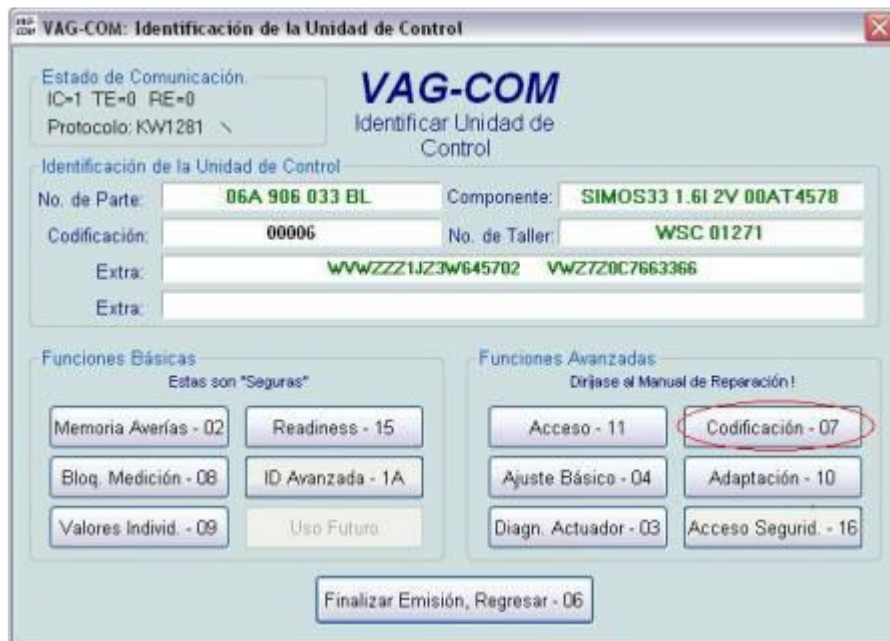 VAG-COM: Identificación de la Unidad de Control
Estado de Comunicación.
IC=1 TE=0 RE=0
Protocolo: KW1281 \
VAG-COM
Identificar Unidad de
Control
Identificación de la Unidad de Control
No. de Parte: 06A 906 033 BL Componente: SIMOS33 1.6l 2V 00AT4578
Codificación: 00006 No. de Taller: WSC 01271
Extra: WVWZZZ1JZ3W645702 VWZ7Z0C7663366
Extra:
Funciones Básicas
Estas son "Seguras"
Memoria Averías - 02 Readiness - 15
Bloq. Medición - 08 ID Avanzada - 1A
Valores Individ. - 09 Uso Futuro
Funciones Avanzadas
Dirijase al Manual de Reparación !
Acceso - 11 Codificación - 07
Ajuste Básico - 04 Adaptación - 10
Diagn. Actuador - 03 Acceso Segurid. - 16
Finalizar Emisión, Regresar - 06